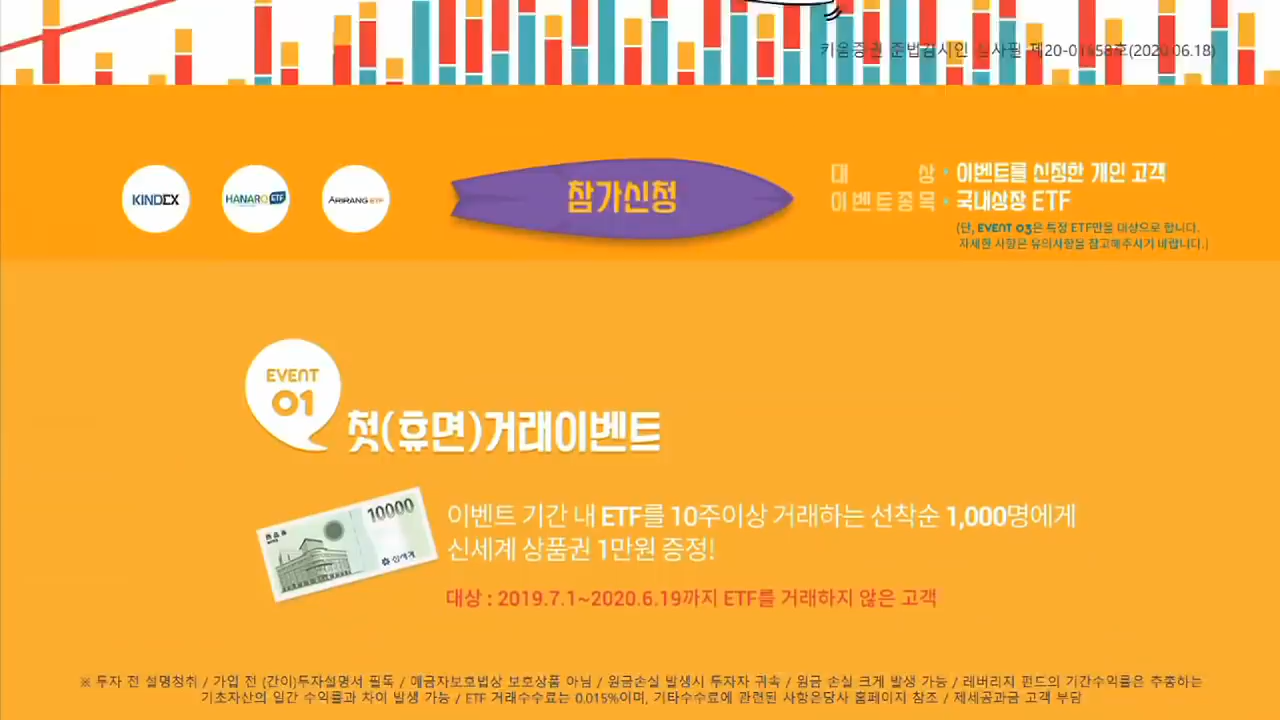 키움증권 준법감시인 심사필 제20-01658호(2020.06.18)
KINDEX
HANARO ETF
ARIRANG ETF
참가신청
대 상 • 이벤트를 신청한 개인 고객
이벤트종목 • 국내상장 ETF
(단, EVENT 03은 특정 ETF만을 대상으로 합니다.
자세한 사항은 유의사항을 참고해주시기 바랍니다.)
EVENT
01
첫(휴면)거래이벤트
10000
신세계
이벤트 기간 내 ETF를 10주이상 거래하는 선착순 1,000명에게
신세계 상품권 1만원 증정!
대상 : 2019.7.1~2020.6.19까지 ETF를 거래하지 않은 고객
※ 투자 전 설명청취 / 가입 전 (간이)투자설명서 필독 / 예금자보호법상 보호상품 아님 / 원금손실 발생시 투자자 귀속 / 원금 손실 크게 발생 가능 / 레버리지 펀드의 기간수익률은 추종하는
기초자산의 일간 수익률과 차이 발생 가능 / ETF 거래수수료는 0.015%이며, 기타수수료에 관련된 사항은당사 홈페이지 참조 / 제세공과금 고객 부담